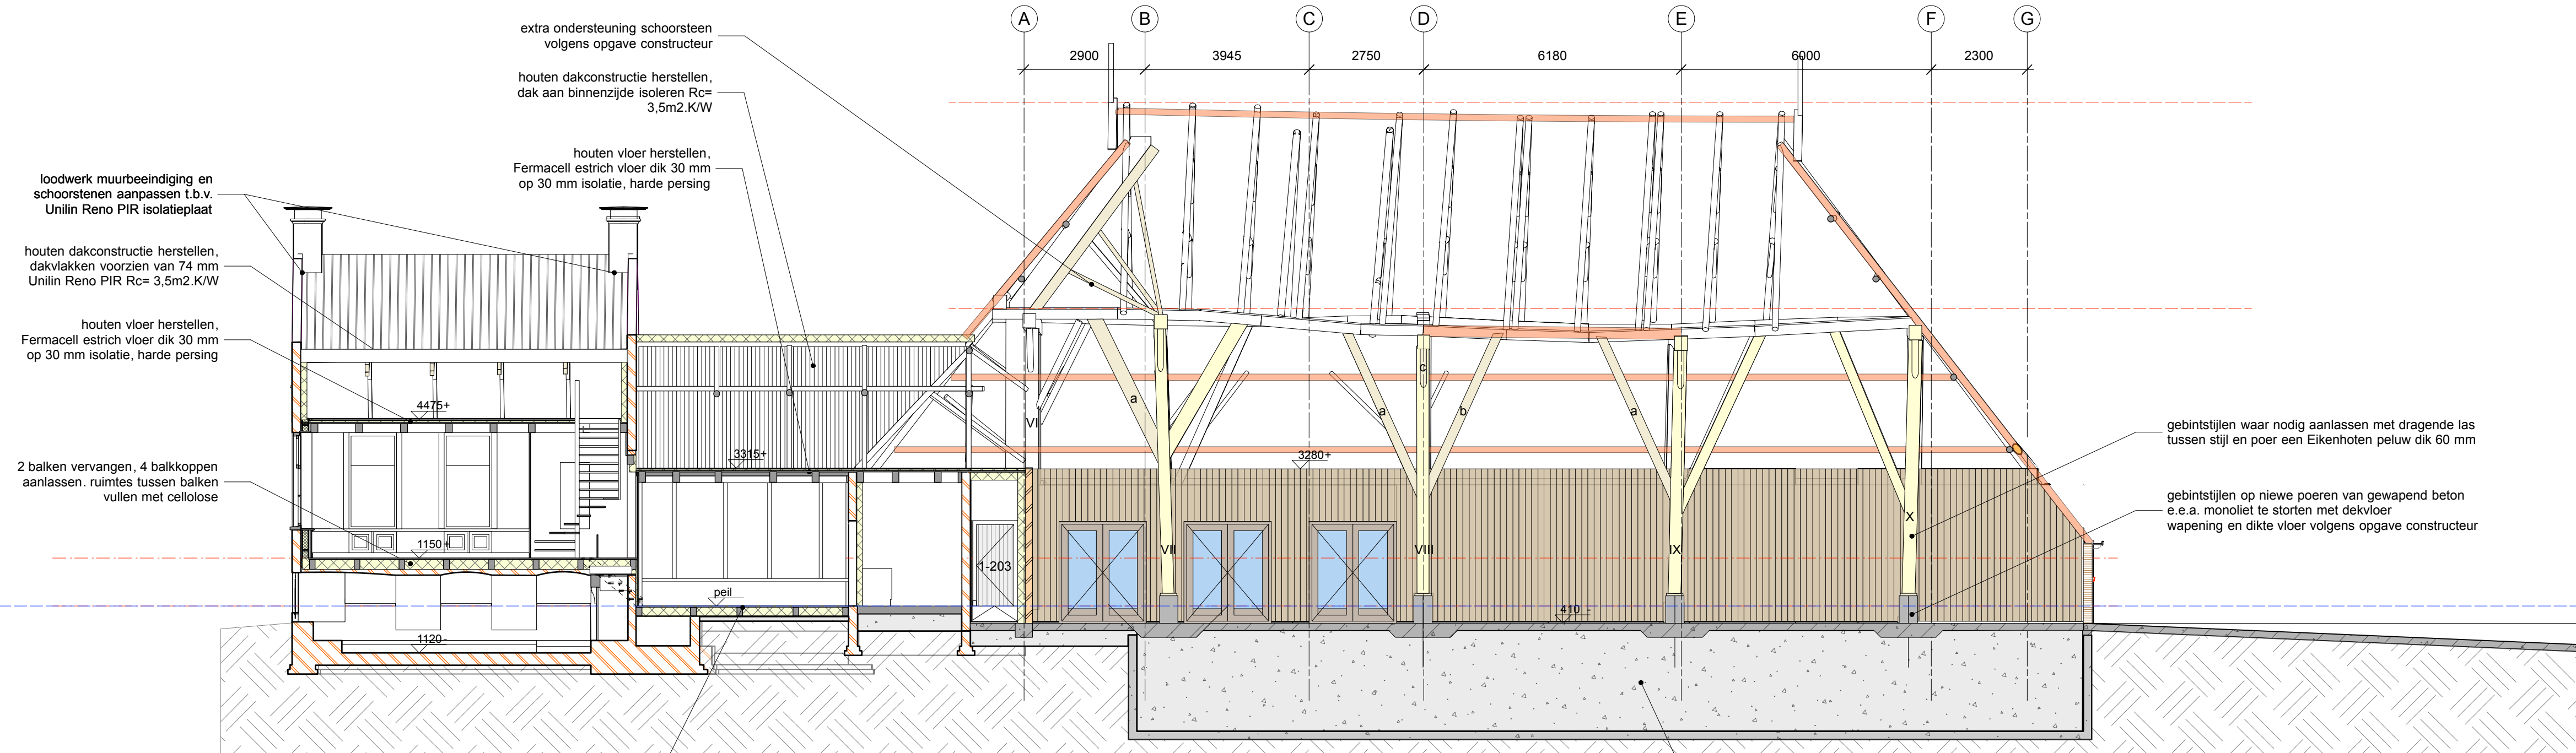 A B C D E F G
2900 3945 2750 6180 6000 2300
extra ondersteuning schoorsteen
volgens opgave constructeur
houten dakconstructie herstellen,
dak aan binnenzijde isoleren Rc=
3,5m2.K/W
houten vloer herstellen,
Fermacell estrich vloer dik 30 mm
op 30 mm isolatie, harde persing
loodwerk muurbeeindiging en
schoorstenen aanpassen t.b.v.
Unilin Reno PIR isolatieplaat
houten dakconstructie herstellen,
dakvlakken voorzien van 74 mm
Unilin Reno PIR Rc= 3,5m2.K/W
houten vloer herstellen,
Fermacell estrich vloer dik 30 mm
op 30 mm isolatie, harde persing
2 balken vervangen, 4 balkkoppen
aanlassen. ruimtes tussen balken
vullen met cellolose
4475+
3315+
3280+
1150+
peil
1120-
410 -
1-203
c
a
a
b
a
VI
VII
VIII
IX
X
gebintstijlen waar nodig aanlassen met dragende las
tussen stijl en poer een Eikenhoten peluw dik 60 mm
gebintstijlen op niewe poeren van gewapend beton
e.e.a. monoliet te storten met dekvloer
wapening en dikte vloer volgens opgave constructeur